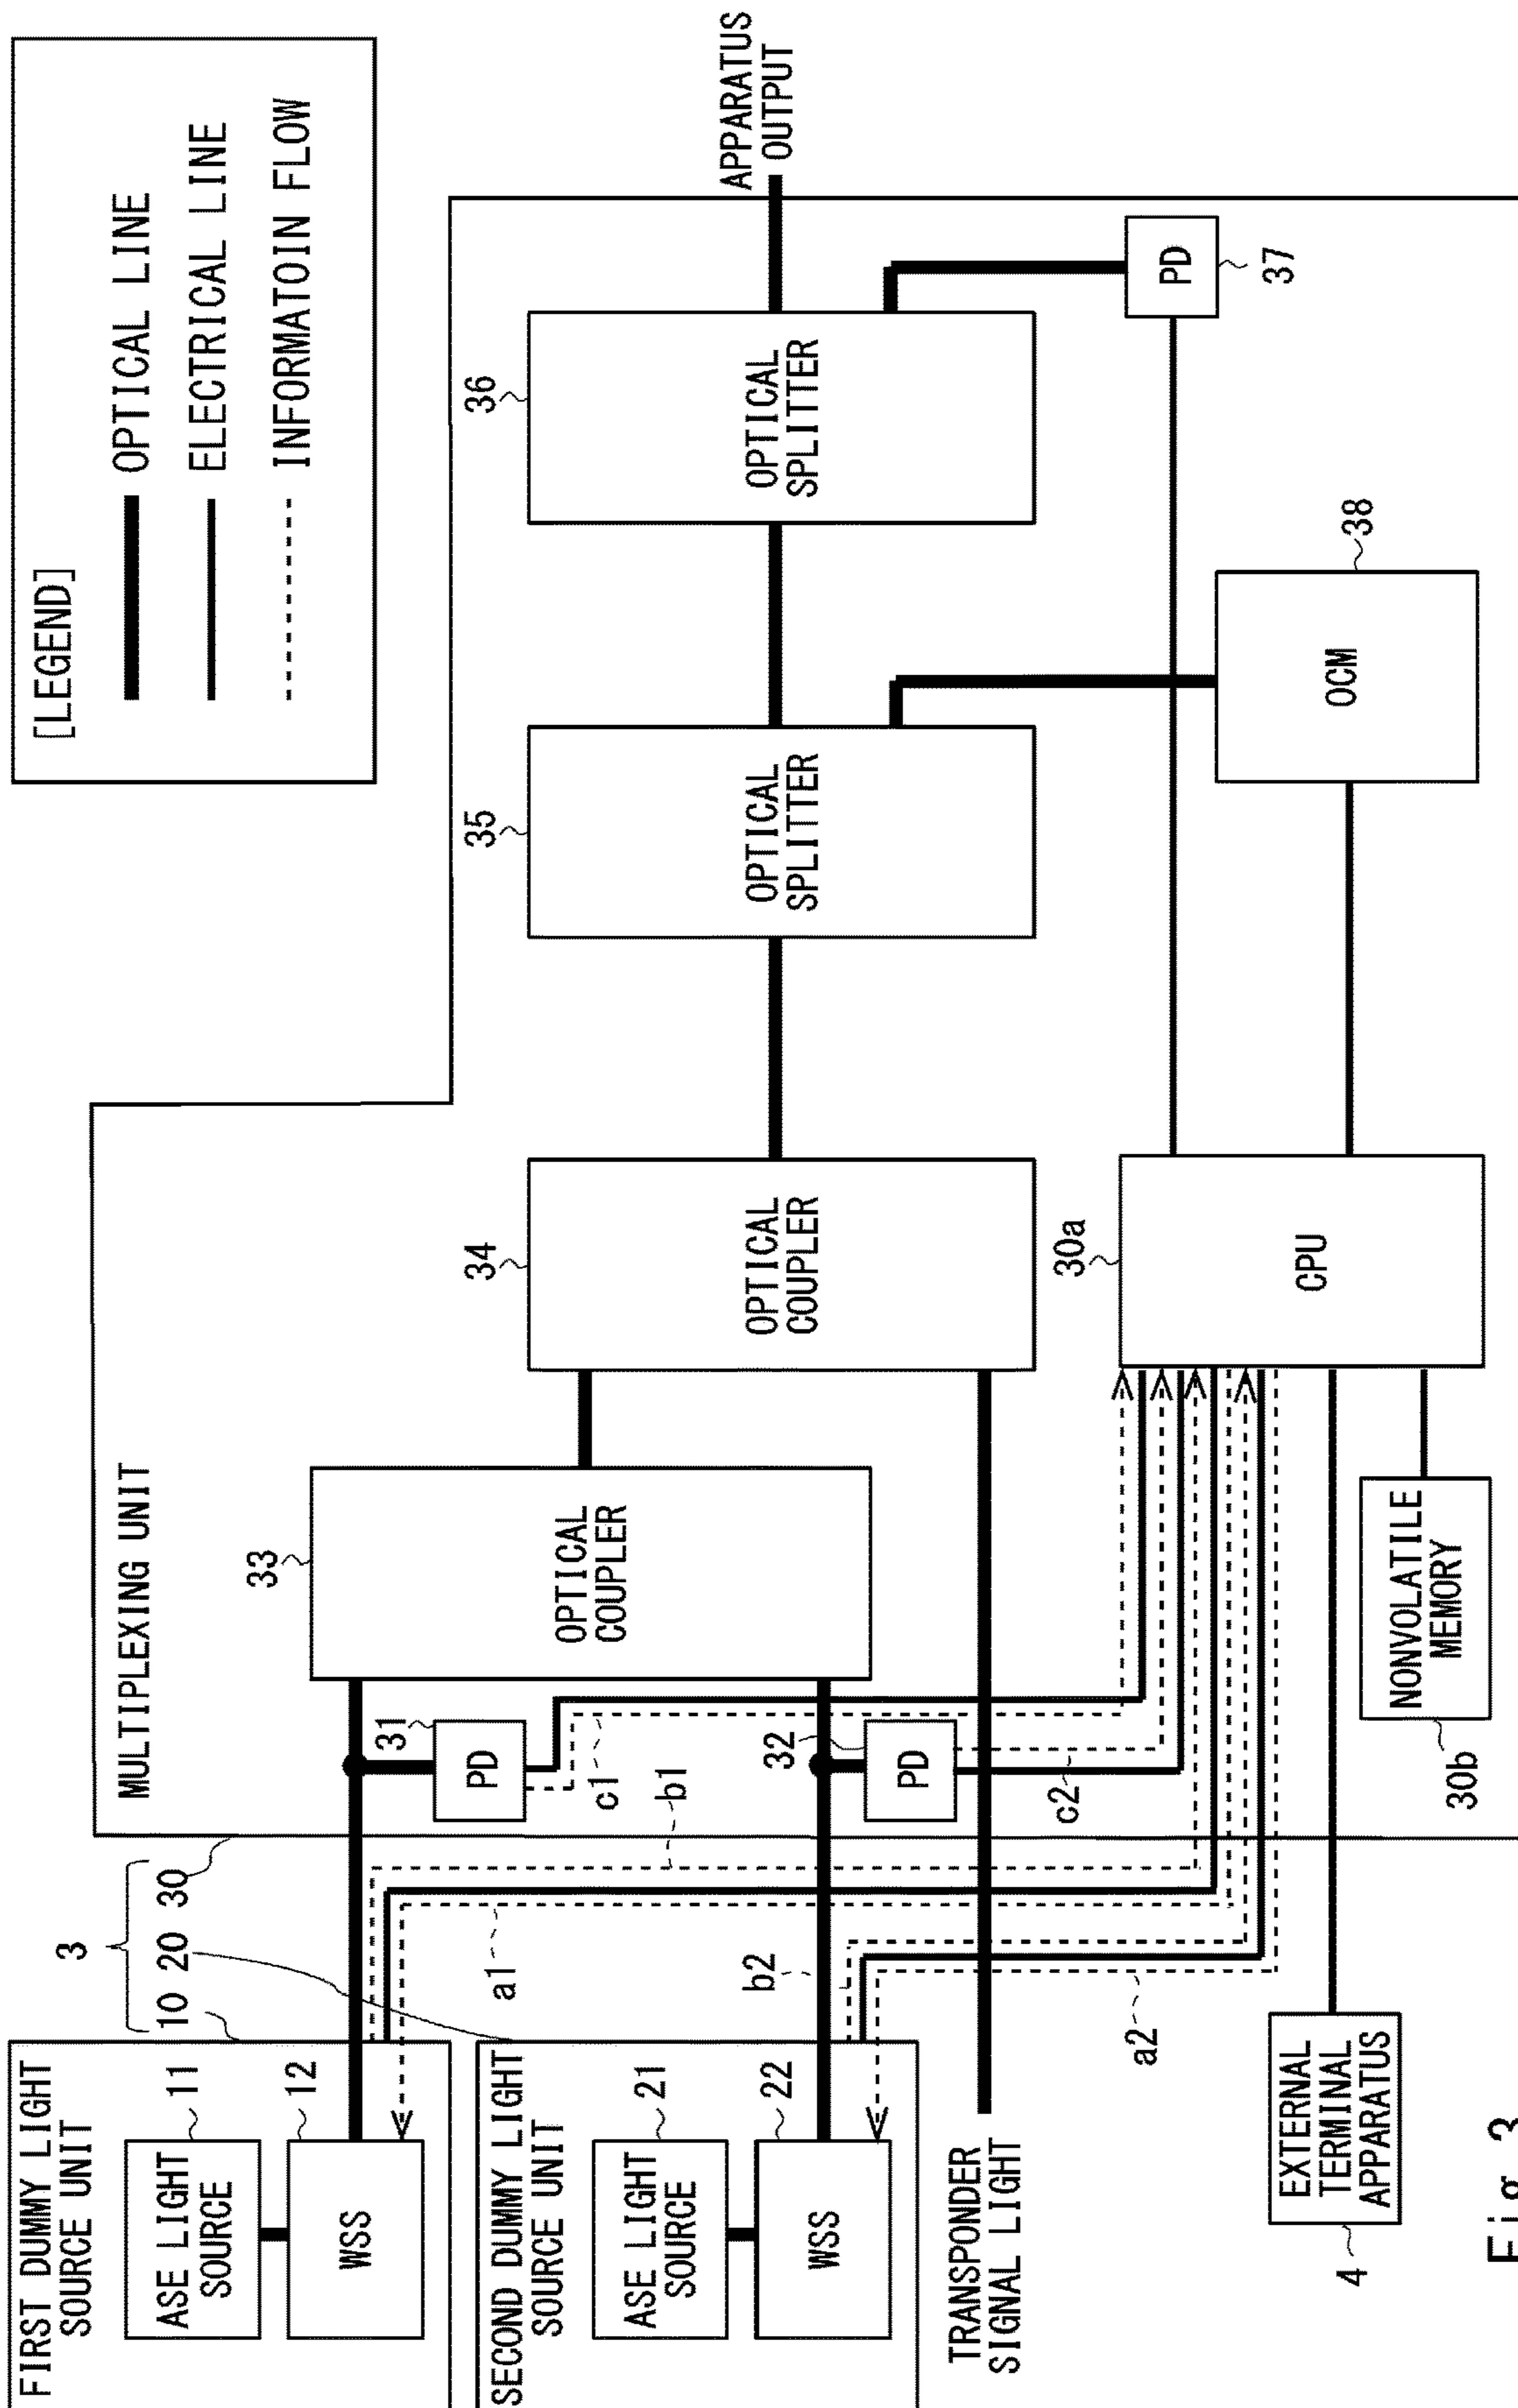 [LEGEND]
OPTICAL LINE
ELECTRICAL LINE
INFORMATOIN FLOW
FIRST DUMMY LIGHT
SOURCE UNIT
ASE LIGHT
SOURCE
11
WSS
12
SECOND DUMMY LIGHT
SOURCE UNIT
ASE LIGHT
SOURCE
21
WSS
22
TRANSPONDER
SIGNAL LIGHT
EXTERNAL
TERMINAL
APPARATUS
4
3
10 20 30
MULTIPLEXING UNIT
a1
b1
c1
a2
b2
c2
PD
31
PD
32
OPTICAL
COUPLER
33
OPTICAL
COUPLER
34
OPTICAL
SPLITTER
35
OPTICAL
SPLITTER
36
APPARATUS
OUTPUT
PD
37
OCM
38
CPU
30a
NONVOLATILE
MEMORY
30b
Fig. 3